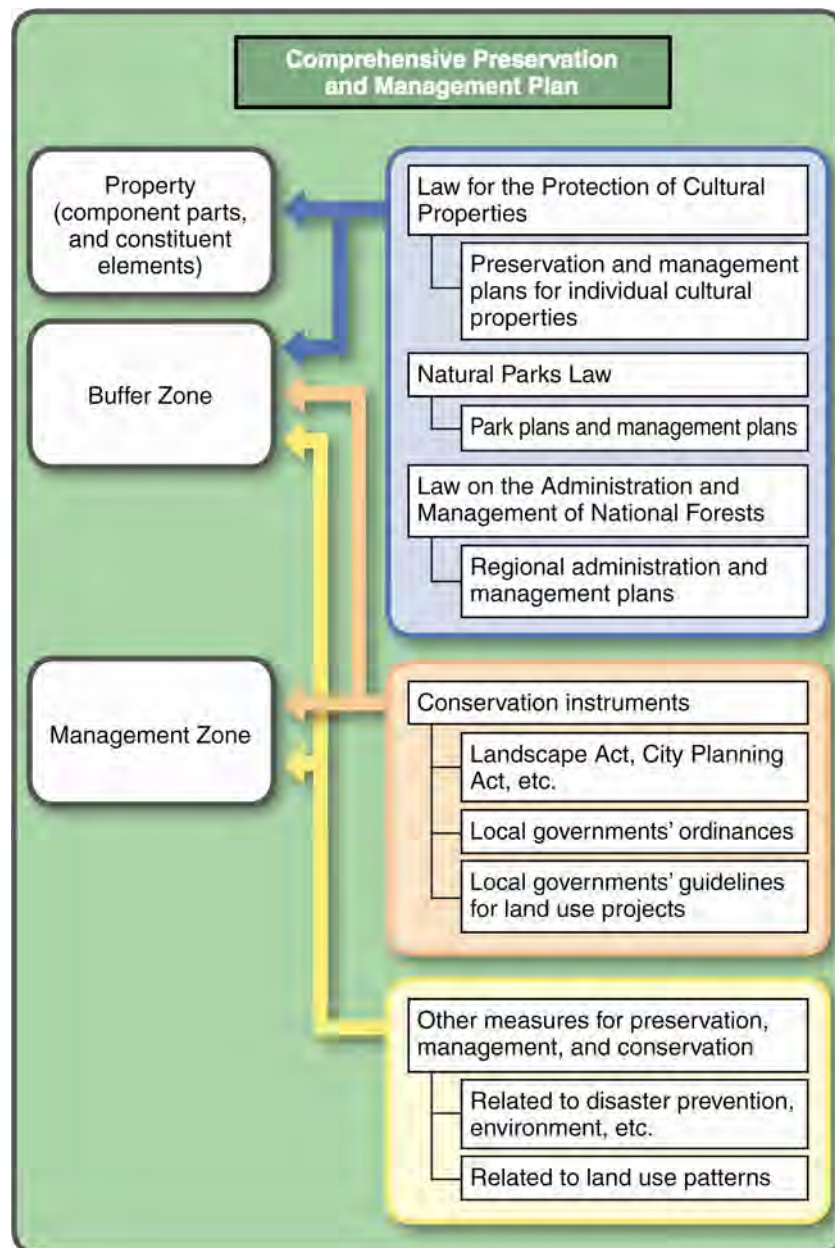 Comprehensive Preservation
and Management Plan
Property
(component parts,
and constituent
elements)
Buffer Zone
Management Zone
Law for the Protection of Cultural
Properties
Preservation and management
plans for individual cultural
properties
Natural Parks Law
Park plans and management plans
Law on the Administration and
Management of National Forests
Regional administration and
management plans
Conservation instruments
Landscape Act, City Planning
Act, etc.
Local governments’ ordinances
Local governments’ guidelines
for land use projects
Other measures for preservation,
management, and conservation
Related to disaster prevention,
environment, etc.
Related to land use patterns